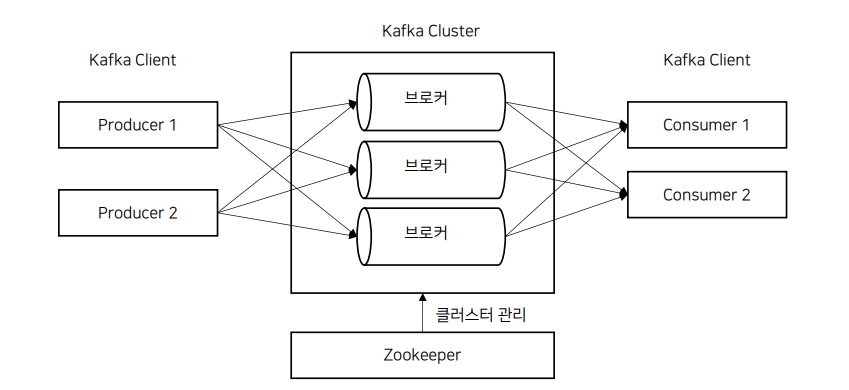 Kafka Cluster
Kafka Client
Kafka Client
Producer 1
Producer 2
브로커
브로커
브로커
Consumer 1
Consumer 2
클러스터 관리
Zookeeper